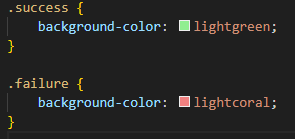 .success {
    background-color: lightgreen;
}

.failure {
    background-color: lightcoral;
}